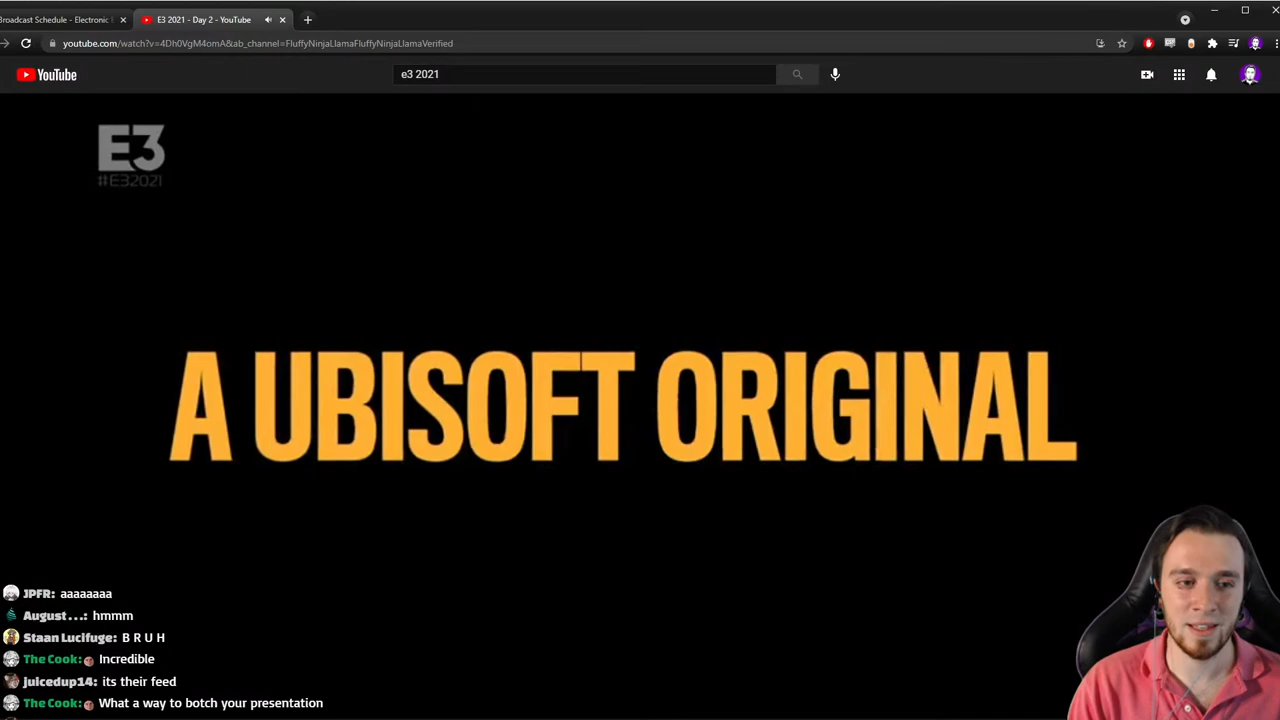 Broadcast Schedule - Electronic E
E3 2021 - Day 2 - YouTube
youtube.com/watch?v=4Dh0VgM4omA&ab_channel=FluffyNinjaLlamaFluffyNinjaLlamaVerified
YouTube
e3 2021
E3
#E32021
A UBISOFT ORIGINAL
JPFR: aaaaaaaa
August...: hmmm
Staan Lucifuge: B R U H
The Cook: Incredible
juicedup14: its their feed
The Cook: What a way to botch your presentation